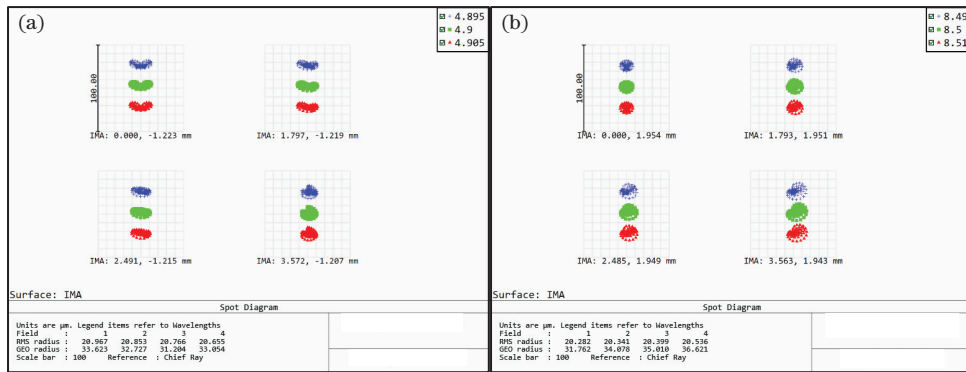 (a)
4.895
4.9
4.905
100.00
IMA: 0.000, -1.223 mm
IMA: 1.797, -1.219 mm
IMA: 2.491, -1.215 mm
IMA: 3.572, -1.207 mm
Surface: IMA
Spot Diagram
Units are µm. Legend items refer to Wavelengths
Field : 1 2 3 4
RMS radius : 20.967 20.853 20.766 20.655
GEO radius : 33.623 32.727 31.204 33.054
Scale bar : 100 Reference : Chief Ray
(b)
8.49
8.5
8.51
100.00
IMA: 0.000, 1.954 mm
IMA: 1.793, 1.951 mm
IMA: 2.485, 1.949 mm
IMA: 3.563, 1.943 mm
Surface: IMA
Spot Diagram
Units are µm. Legend items refer to Wavelengths
Field : 1 2 3 4
RMS radius : 20.282 20.341 20.399 20.536
GEO radius : 31.762 34.078 35.010 36.621
Scale bar : 100 Reference : Chief Ray